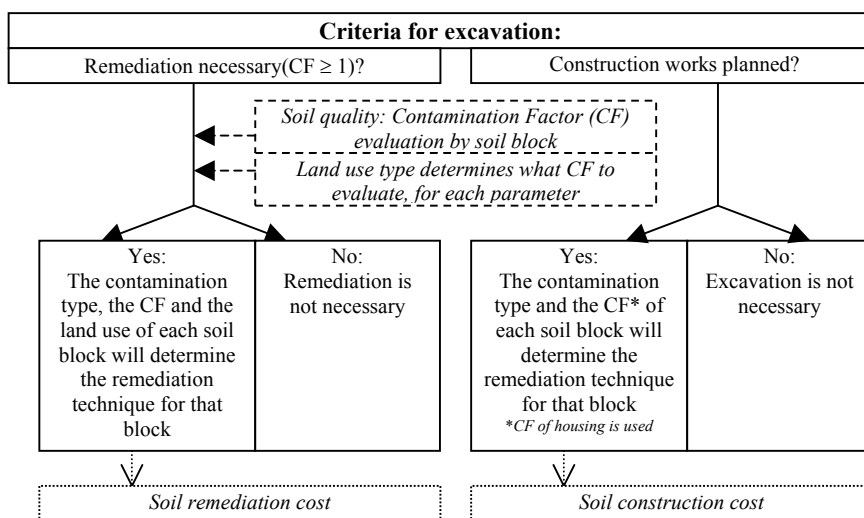 Criteria for excavation:
Remediation necessary(CF ≥ 1)?
Construction works planned?
Soil quality: Contamination Factor (CF)
evaluation by soil block
Land use type determines what CF to
evaluate, for each parameter
Yes:
The contamination
type, the CF and the
land use of each soil
block will determine
the remediation
technique for that
block
No:
Remediation is
not necessary
Yes:
The contamination
type and the CF* of
each soil block will
determine the
remediation technique
for that block
*CF of housing is used
No:
Excavation is not
necessary
Soil remediation cost
Soil construction cost